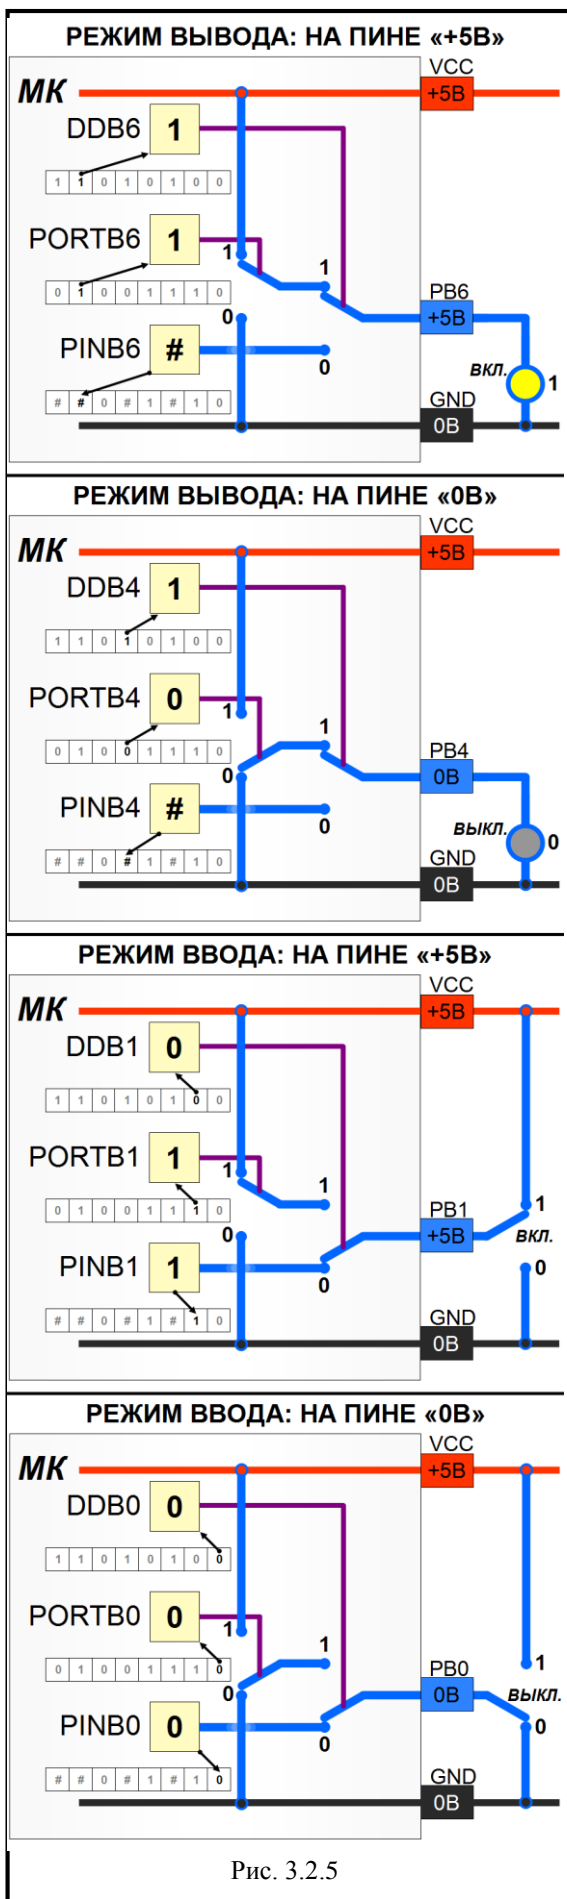 РЕЖИМ ВЫВОДА: НА ПИНЕ «+5В»
VCC
МК +5В
DDB6 1
1 1 0 1 0 1 0 0
PORTB6 1
1
1
0 1 0 0 1 1 1 0
PB6
0 +5В
PINB6 #
0
ВКЛ. 1
# # 0 # 1 # 1 0
GND
0В
РЕЖИМ ВЫВОДА: НА ПИНЕ «0В»
VCC
МК +5В
DDB4 1
1 1 0 1 0 1 0 0
PORTB4 0
1
1
0 1 0 0 1 1 1 0
PB4
0 0В
PINB4 #
0
ВЫКЛ. 0
# # 0 # 1 # 1 0
GND
0В
РЕЖИМ ВВОДА: НА ПИНЕ «+5В»
VCC
МК +5В
DDB1 0
1 1 0 1 0 1 0 0
PORTB1 1
1
1
0 1 0 0 1 1 1 0
PB1 1
0 +5В ВКЛ.
PINB1 1
0
0
# # 0 # 1 # 1 0
GND
0В
РЕЖИМ ВВОДА: НА ПИНЕ «0В»
VCC
МК +5В
DDB0 0
1 1 0 1 0 1 0 0
PORTB0 0
1
1
0 1 0 0 1 1 1 0
PB0 1
0 0В ВЫКЛ.
PINB0 0
0
0
# # 0 # 1 # 1 0
GND
0В
Рис. 3.2.5